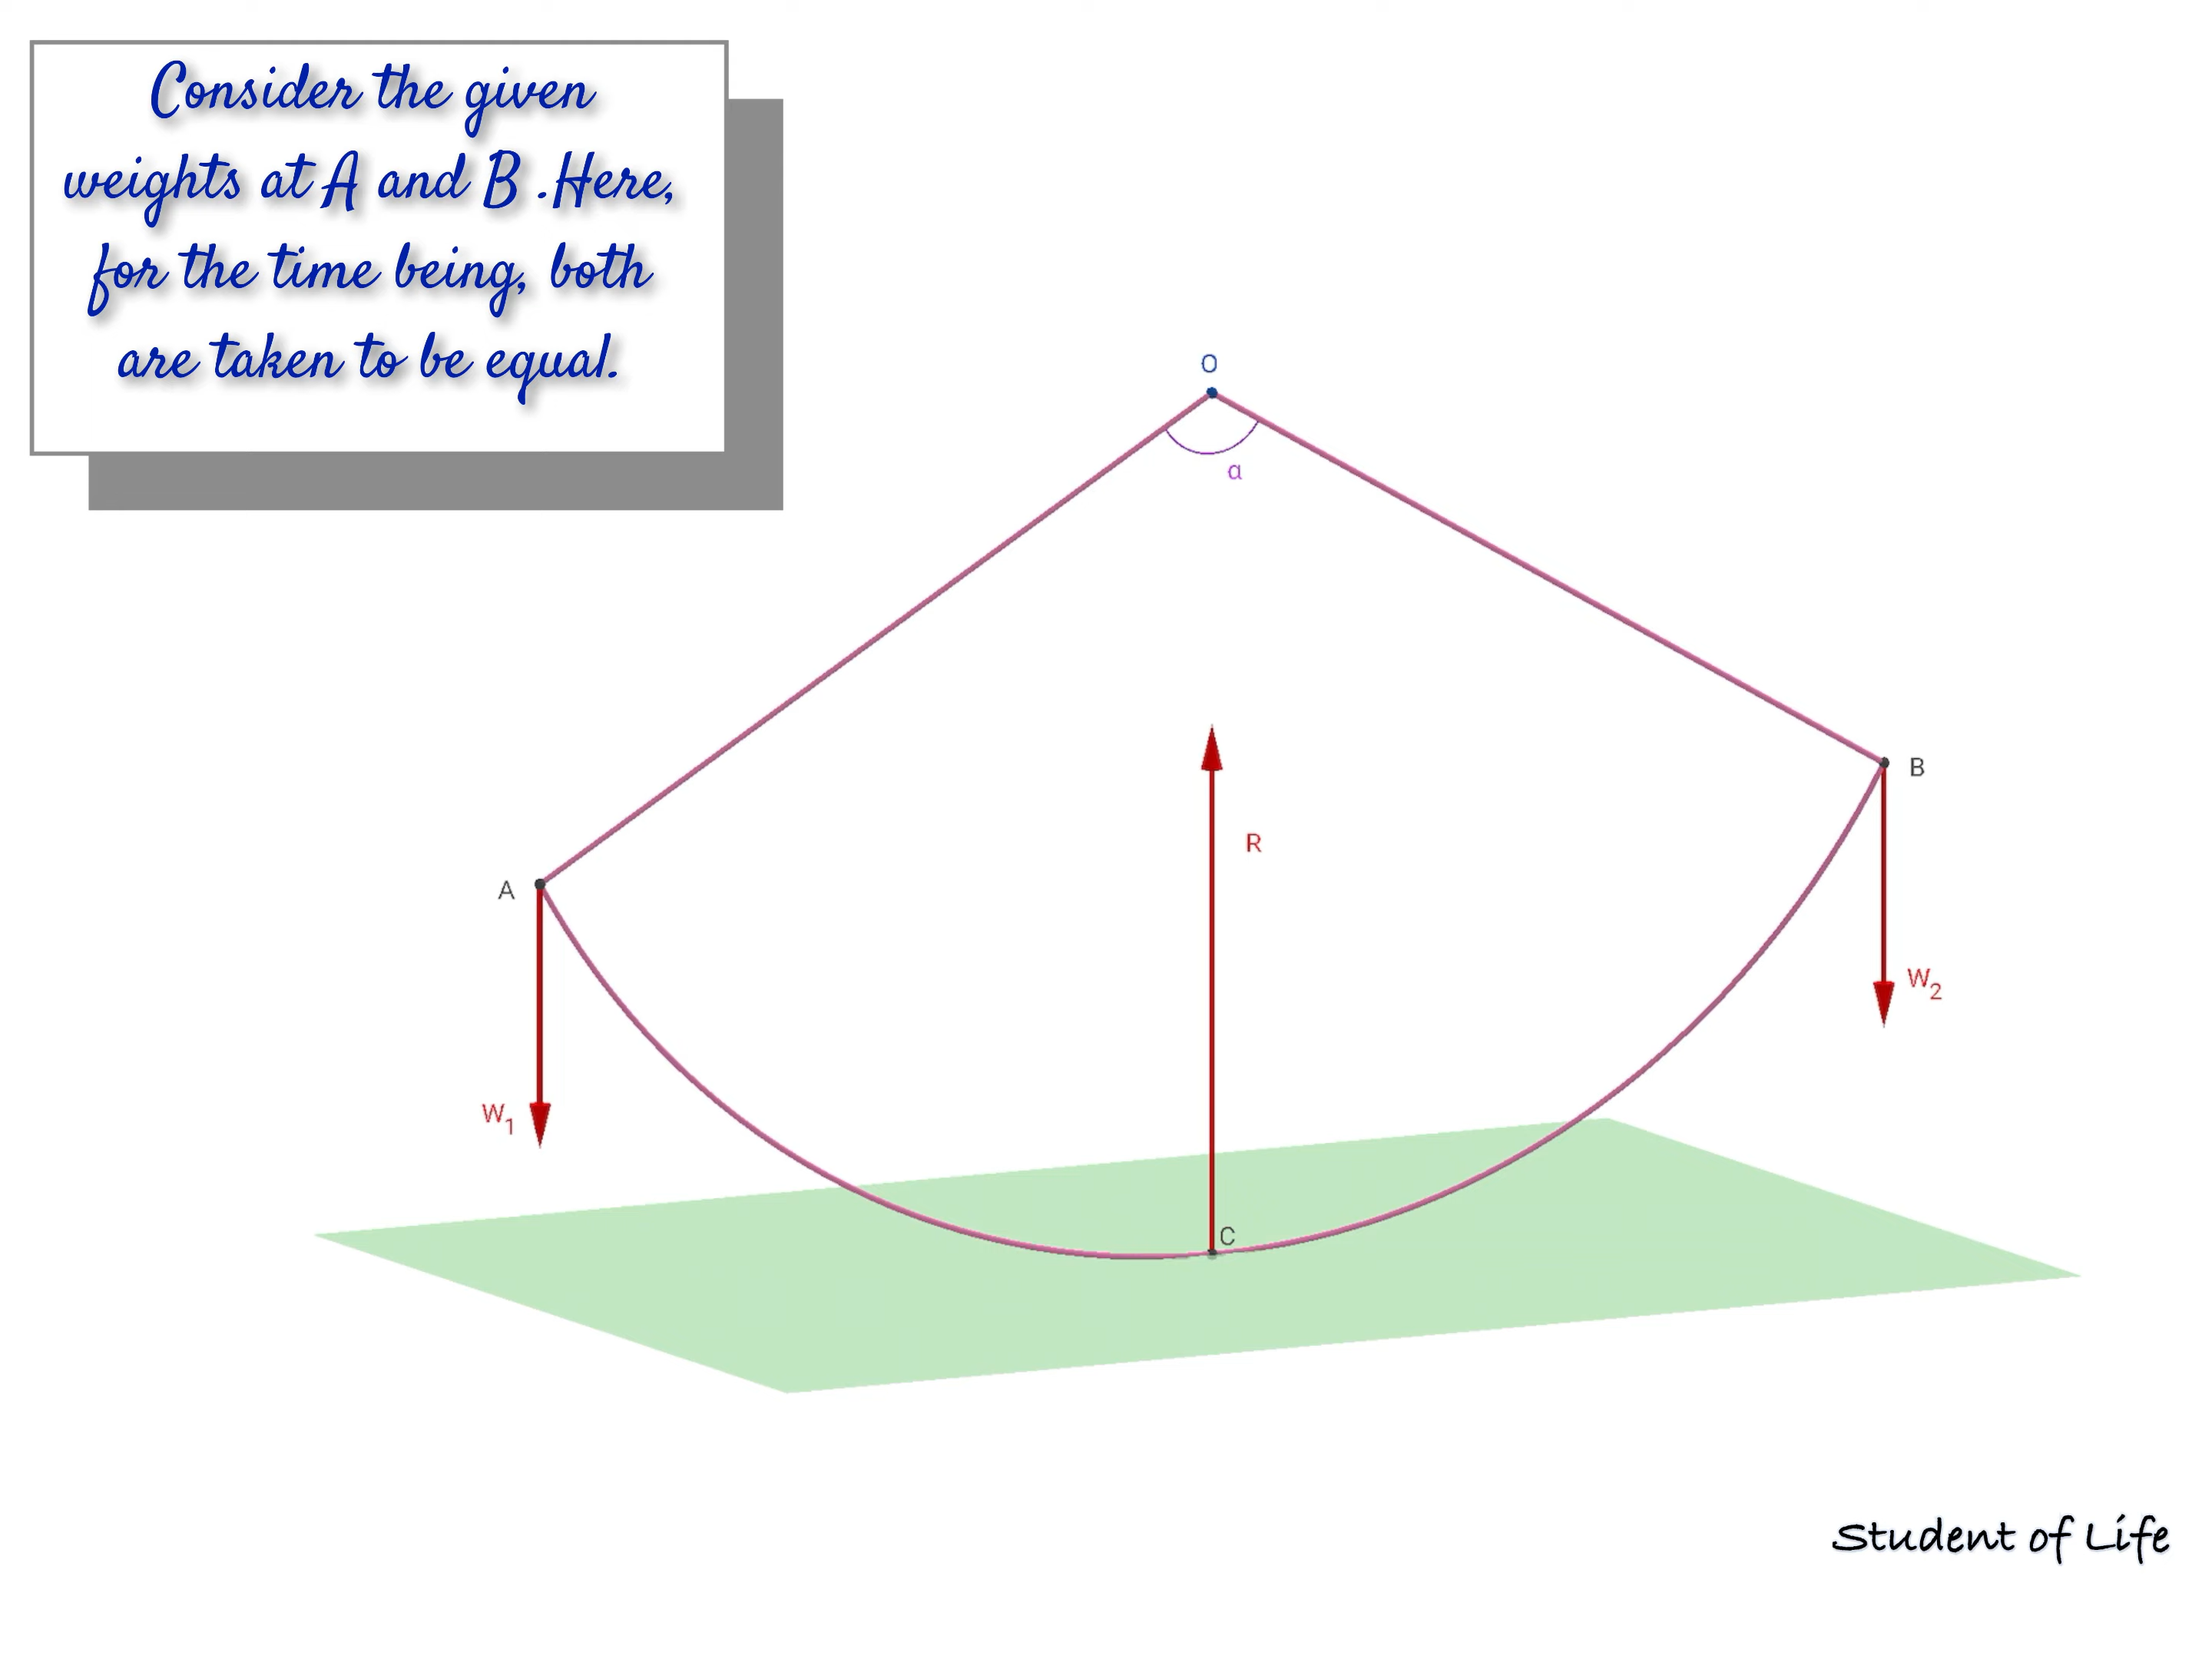 Consider the given
weights at A and B .Here,
for the time being, both
are taken to be equal.
O
α
R
B
A
W2
W1
C
Student of Life